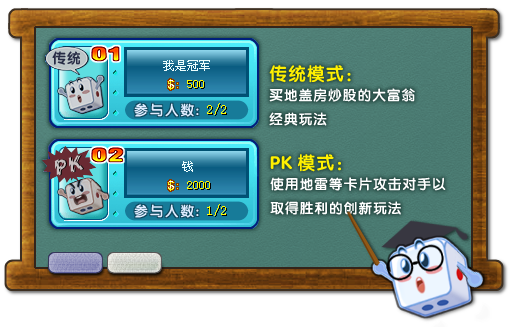 传统
01
我是冠军
$: 500
参与人数: 2/2
传统模式:
买地盖房炒股的大富翁
经典玩法
PK
02
钱
$: 2000
参与人数: 1/2
PK 模式:
使用地雷等卡片攻击对手以
取得胜利的创新玩法